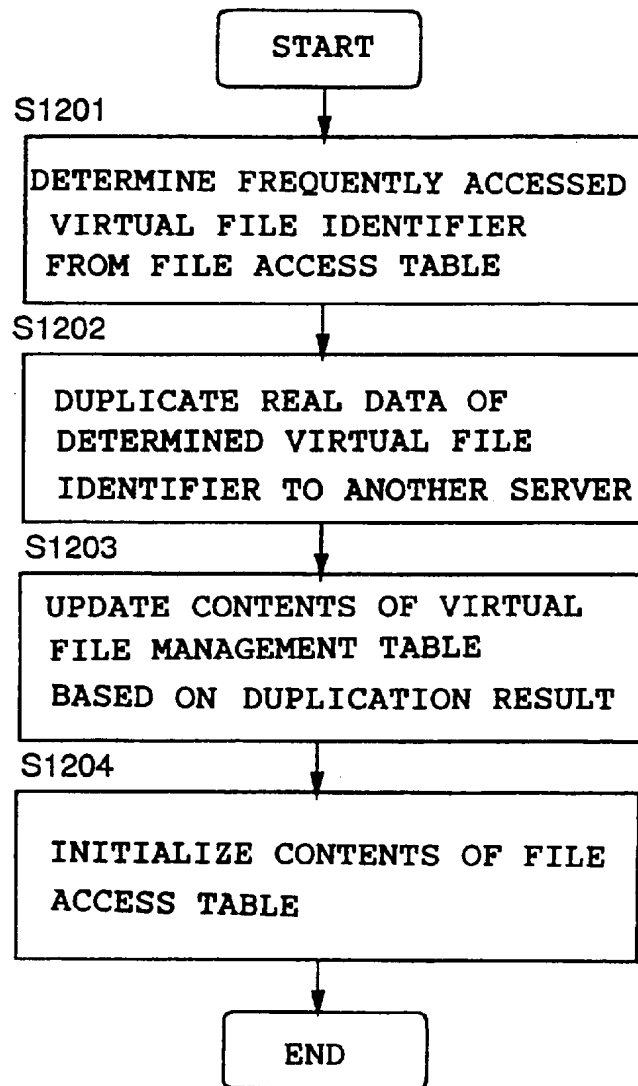 START
S1201
DETERMINE FREQUENTLY ACCESSED
VIRTUAL FILE IDENTIFIER
FROM FILE ACCESS TABLE
S1202
DUPLICATE REAL DATA OF
DETERMINED VIRTUAL FILE
IDENTIFIER TO ANOTHER SERVER
S1203
UPDATE CONTENTS OF VIRTUAL
FILE MANAGEMENT TABLE
BASED ON DUPLICATION RESULT
S1204
INITIALIZE CONTENTS OF FILE
ACCESS TABLE
END